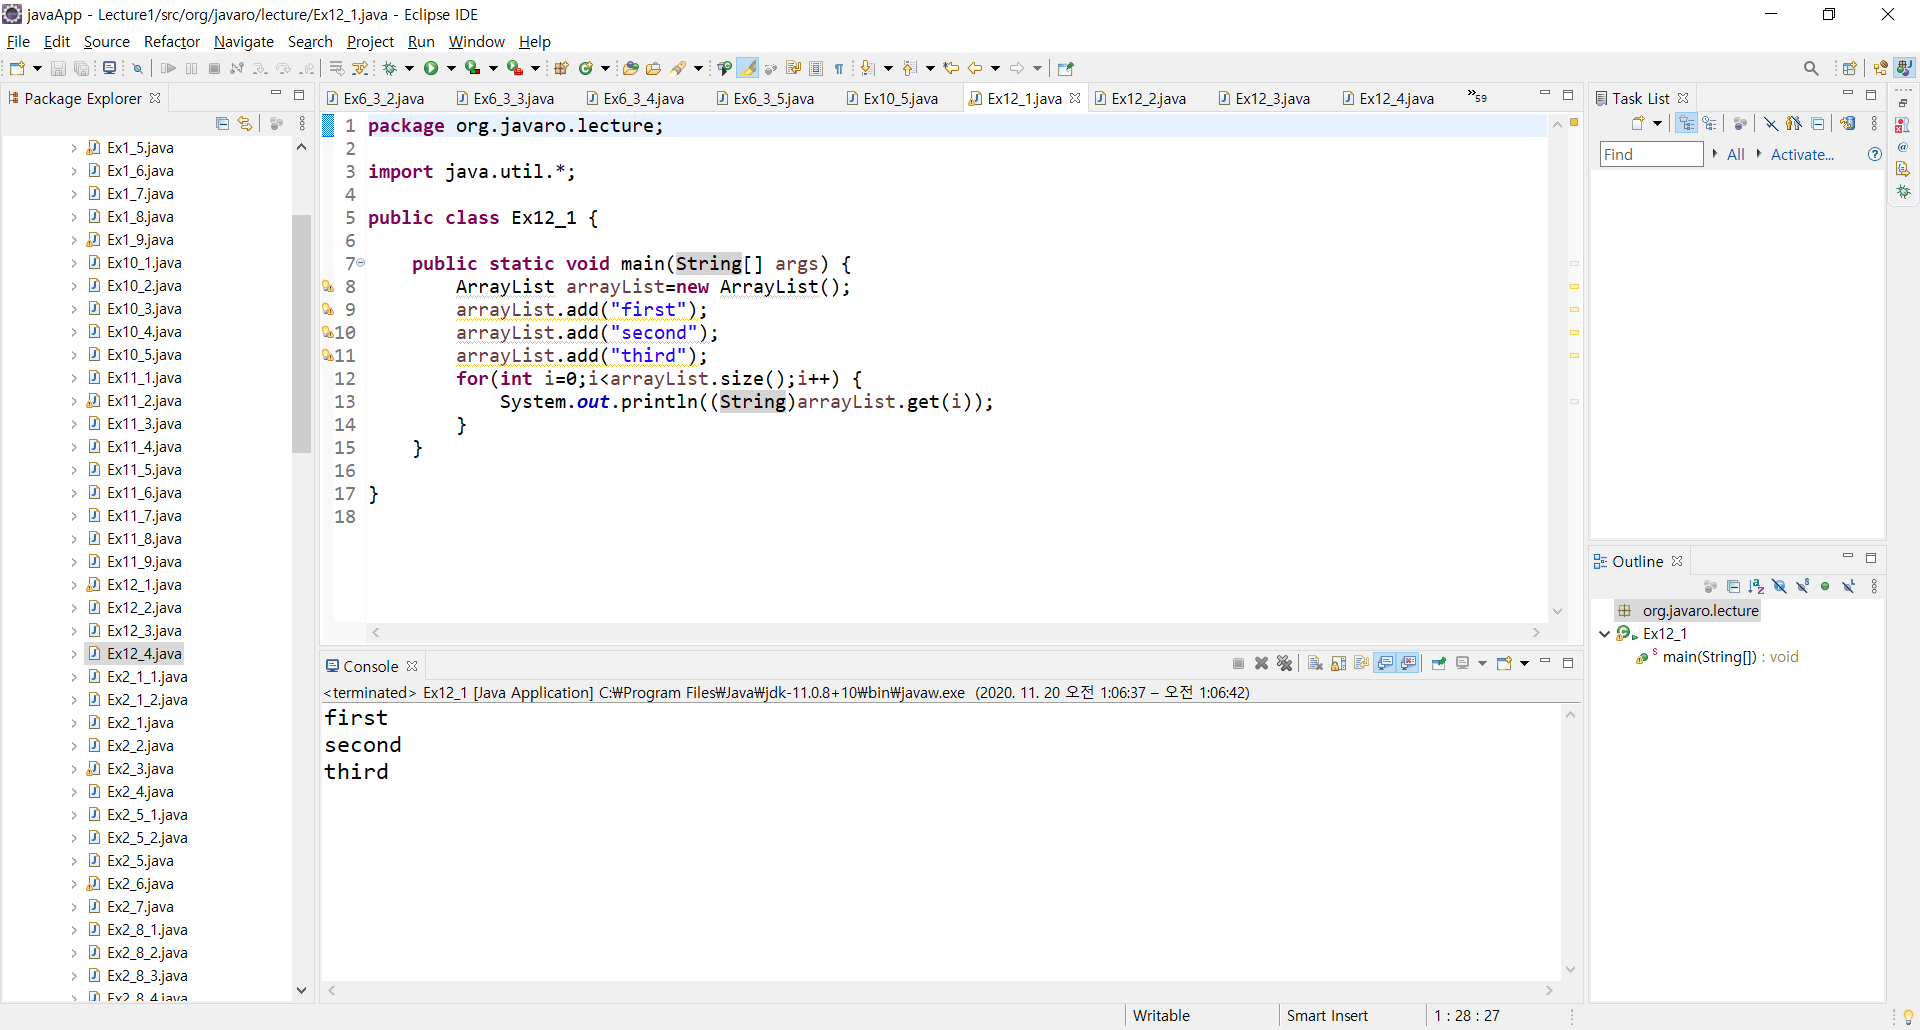 javaApp - Lecture1/src/org/javaro/lecture/Ex12_1.java - Eclipse IDE
File Edit Source Refactor Navigate Search Project Run Window Help
Package Explorer
Ex1_5.java
Ex1_6.java
Ex1_7.java
Ex1_8.java
Ex1_9.java
Ex10_1.java
Ex10_2.java
Ex10_3.java
Ex10_4.java
Ex10_5.java
Ex11_1.java
Ex11_2.java
Ex11_3.java
Ex11_4.java
Ex11_5.java
Ex11_6.java
Ex11_7.java
Ex11_8.java
Ex11_9.java
Ex12_1.java
Ex12_2.java
Ex12_3.java
Ex12_4.java
Ex2_1_1.java
Ex2_1_2.java
Ex2_1.java
Ex2_2.java
Ex2_3.java
Ex2_4.java
Ex2_5_1.java
Ex2_5_2.java
Ex2_5.java
Ex2_6.java
Ex2_7.java
Ex2_8_1.java
Ex2_8_2.java
Ex2_8_3.java
Ex2_8_4.java
Ex6_3_2.java Ex6_3_3.java Ex6_3_4.java Ex6_3_5.java Ex10_5.java Ex12_1.java Ex12_2.java Ex12_3.java Ex12_4.java »59
1 package org.javaro.lecture;
2
3 import java.util.*;
4
5 public class Ex12_1 {
6
7 public static void main(String[] args) {
8 ArrayList arrayList=new ArrayList();
9 arrayList.add("first");
10 arrayList.add("second");
11 arrayList.add("third");
12 for(int i=0;i<arrayList.size();i++) {
13 System.out.println((String)arrayList.get(i));
14 }
15 }
16
17 }
18
Console
<terminated> Ex12_1 [Java Application] C:₩Program Files₩Java₩jdk-11.0.8+10₩bin₩javaw.exe (2020. 11. 20 오전 1:06:37 – 오전 1:06:42)
first
second
third
Task List
Find All Activate...
Outline
org.javaro.lecture
Ex12_1
main(String[]) : void
Writable Smart Insert 1 : 28 : 27